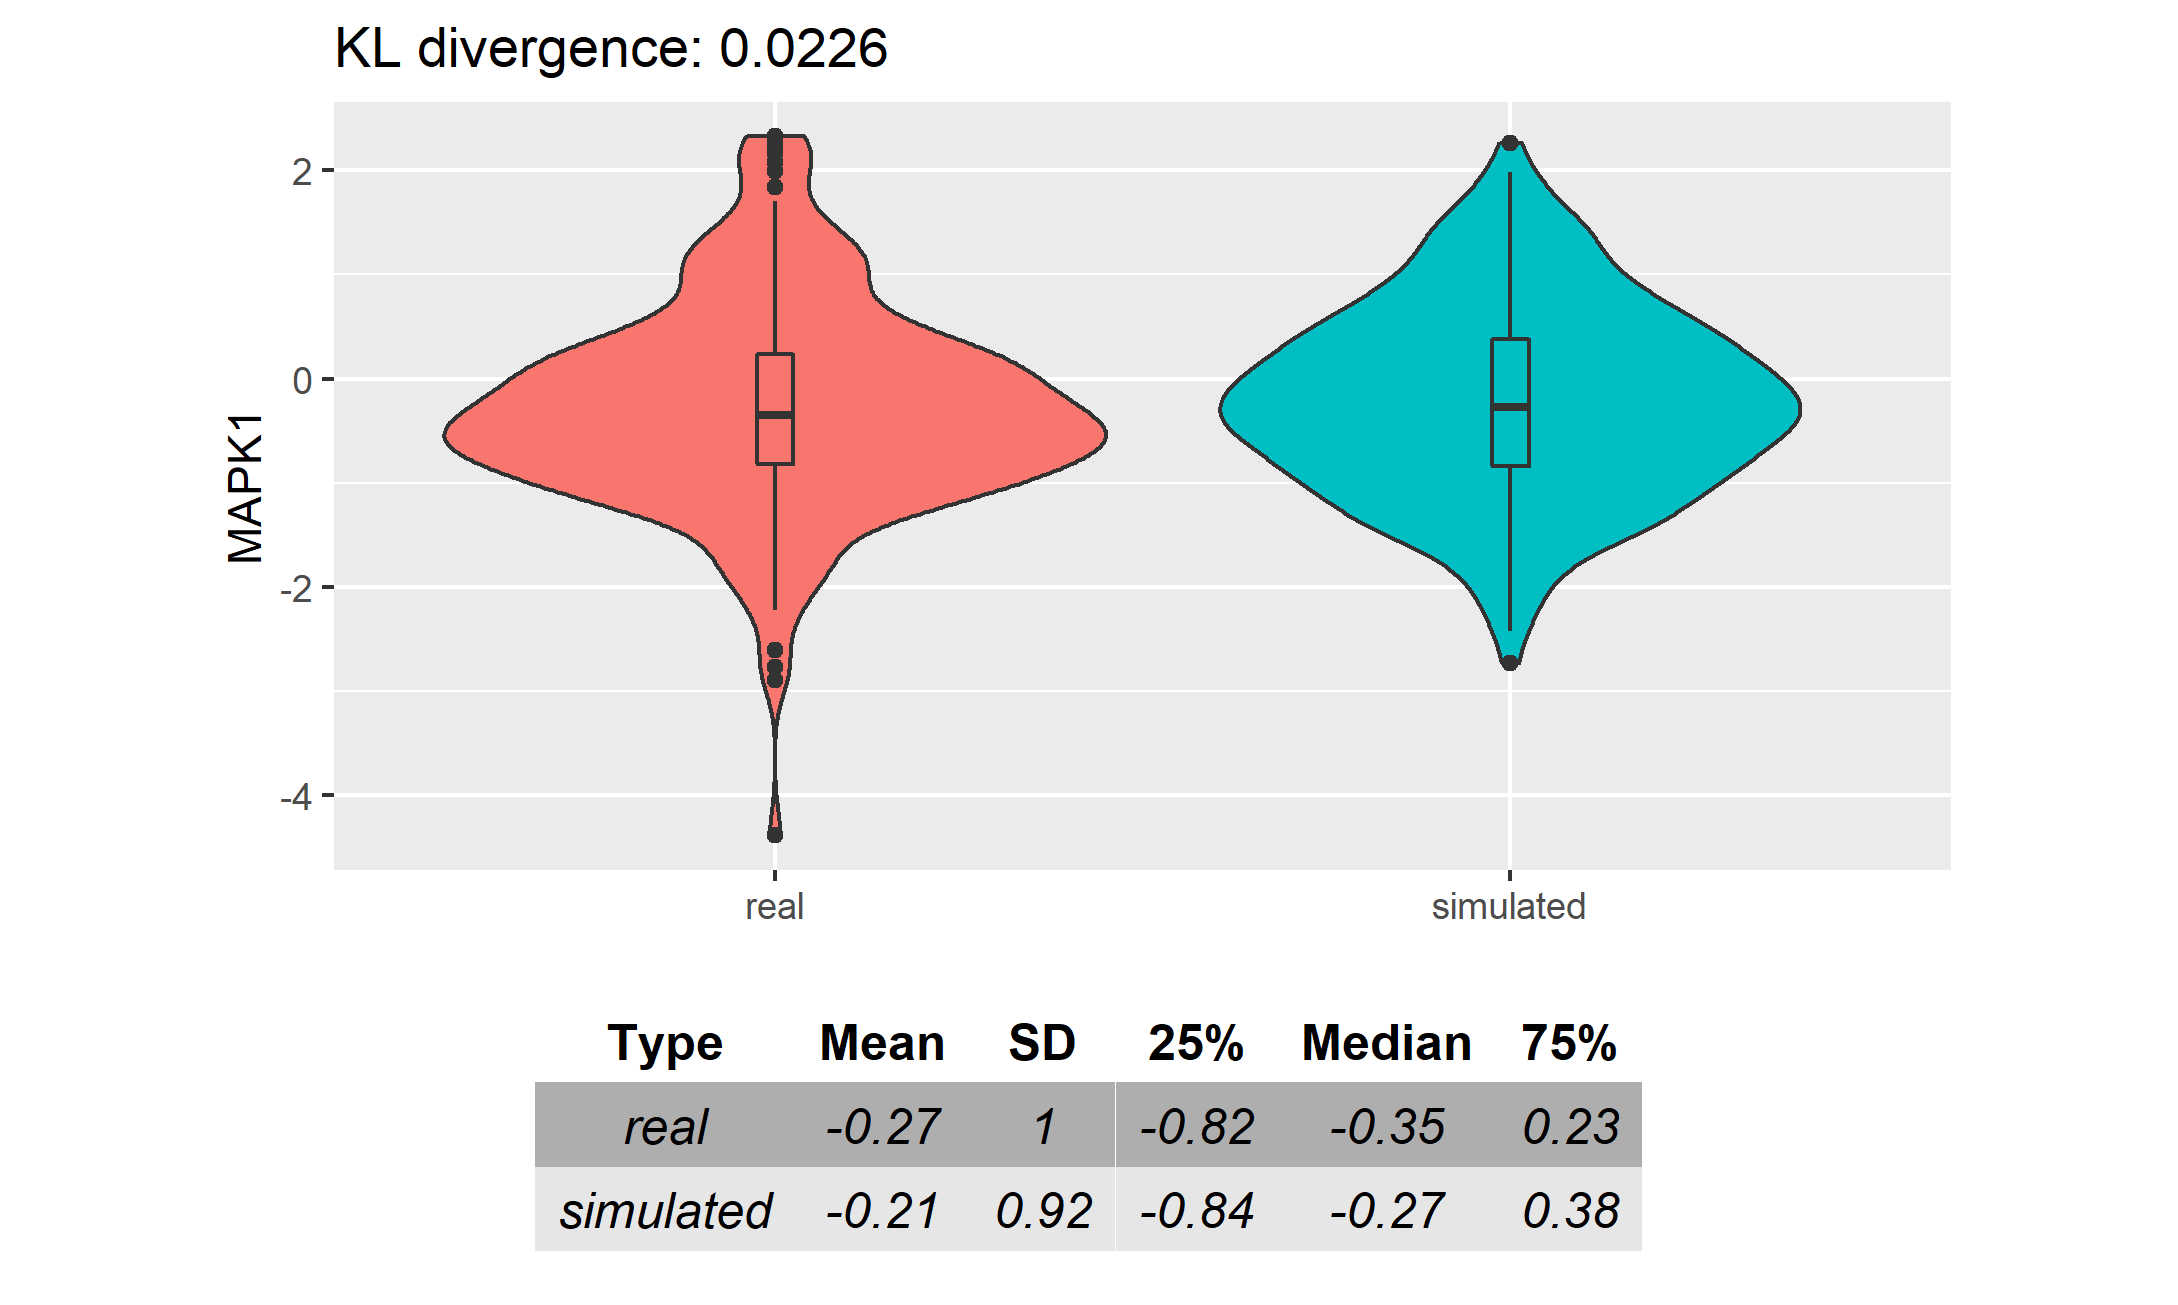 KL divergence: 0.0226
MAPK1
2
0
-2
-4
real simulated
Type Mean SD 25% Median 75%
real -0.27 1 -0.82 -0.35 0.23
simulated -0.21 0.92 -0.84 -0.27 0.38